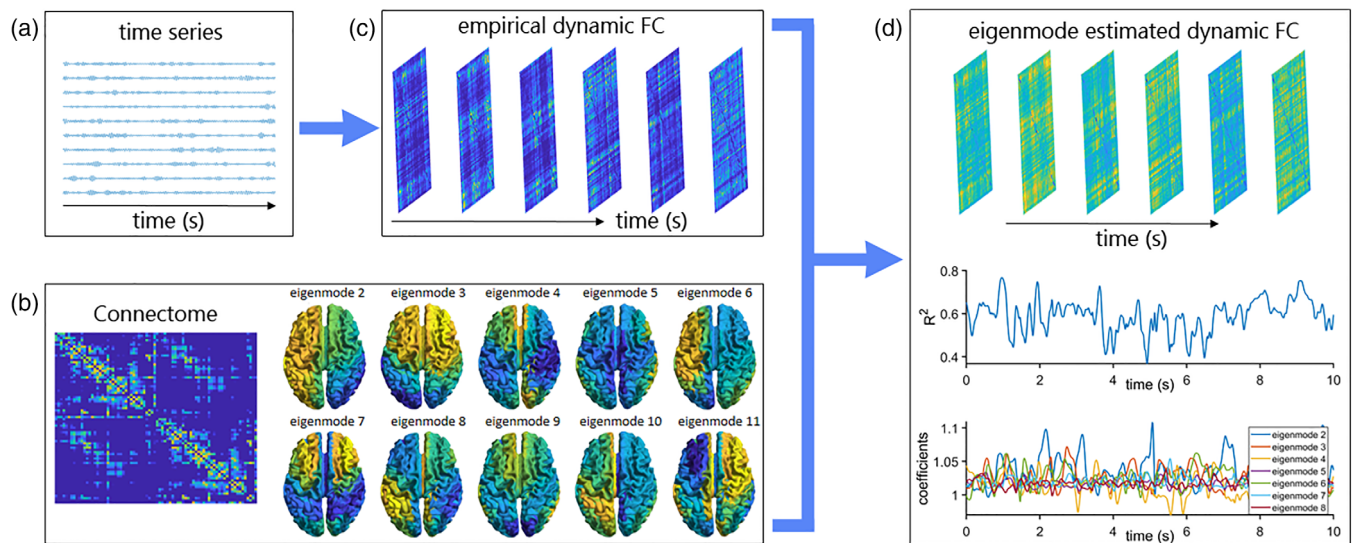 (a)
time series
time (s)
(b)
Connectome
eigenmode 2 eigenmode 3 eigenmode 4 eigenmode 5 eigenmode 6
eigenmode 7 eigenmode 8 eigenmode 9 eigenmode 10 eigenmode 11
(c)
empirical dynamic FC
time (s)
(d)
eigenmode estimated dynamic FC
time (s)
R²
0.8
0.6
0.4
0 2 4 6 8 10
time (s)
coefficients
1.1
1.05
1
eigenmode 2
eigenmode 3
eigenmode 4
eigenmode 5
eigenmode 6
eigenmode 7
eigenmode 8
0 2 4 6 8 10
time (s)